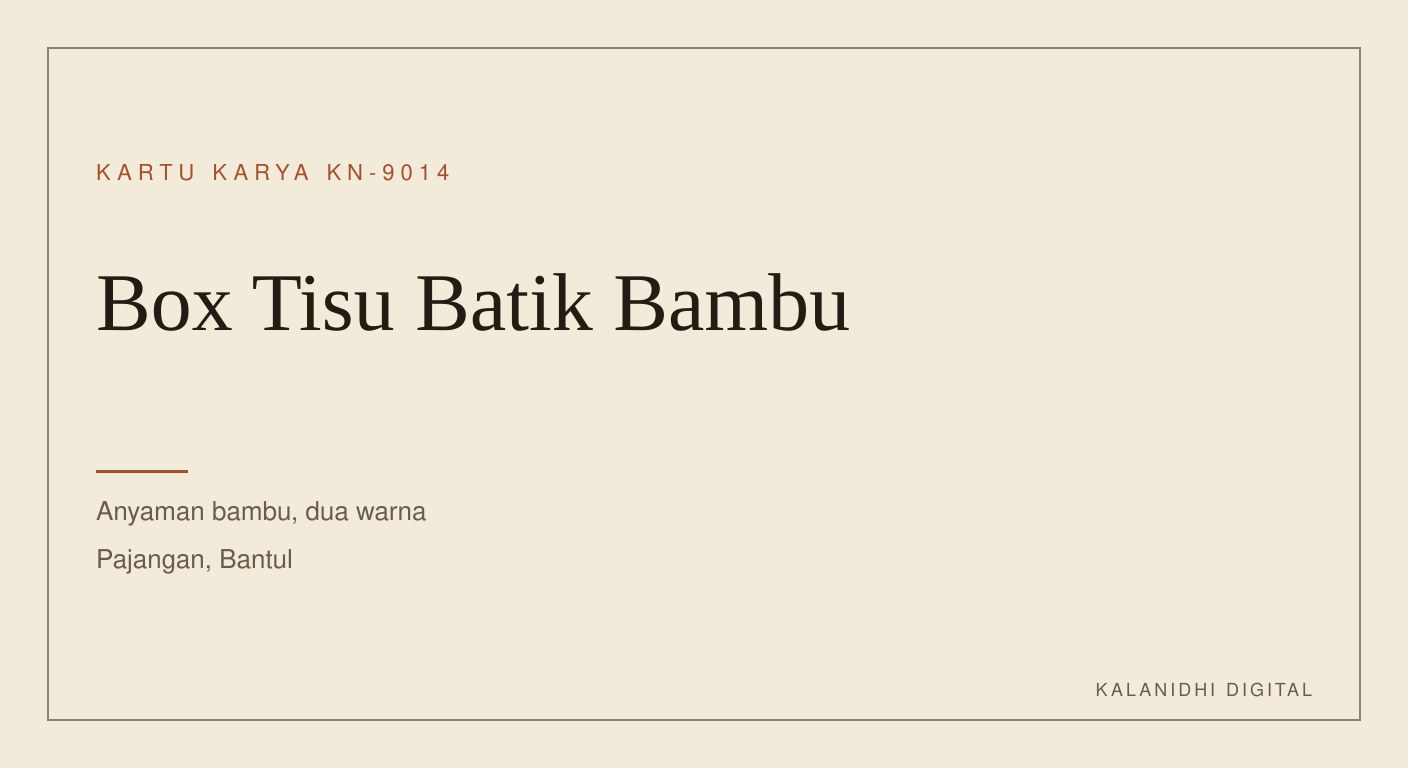 KARTU KARYA KN-9014
Box Tisu Batik Bambu
Anyaman bambu, dua warna
Pajangan, Bantul
KALANIDHI DIGITAL